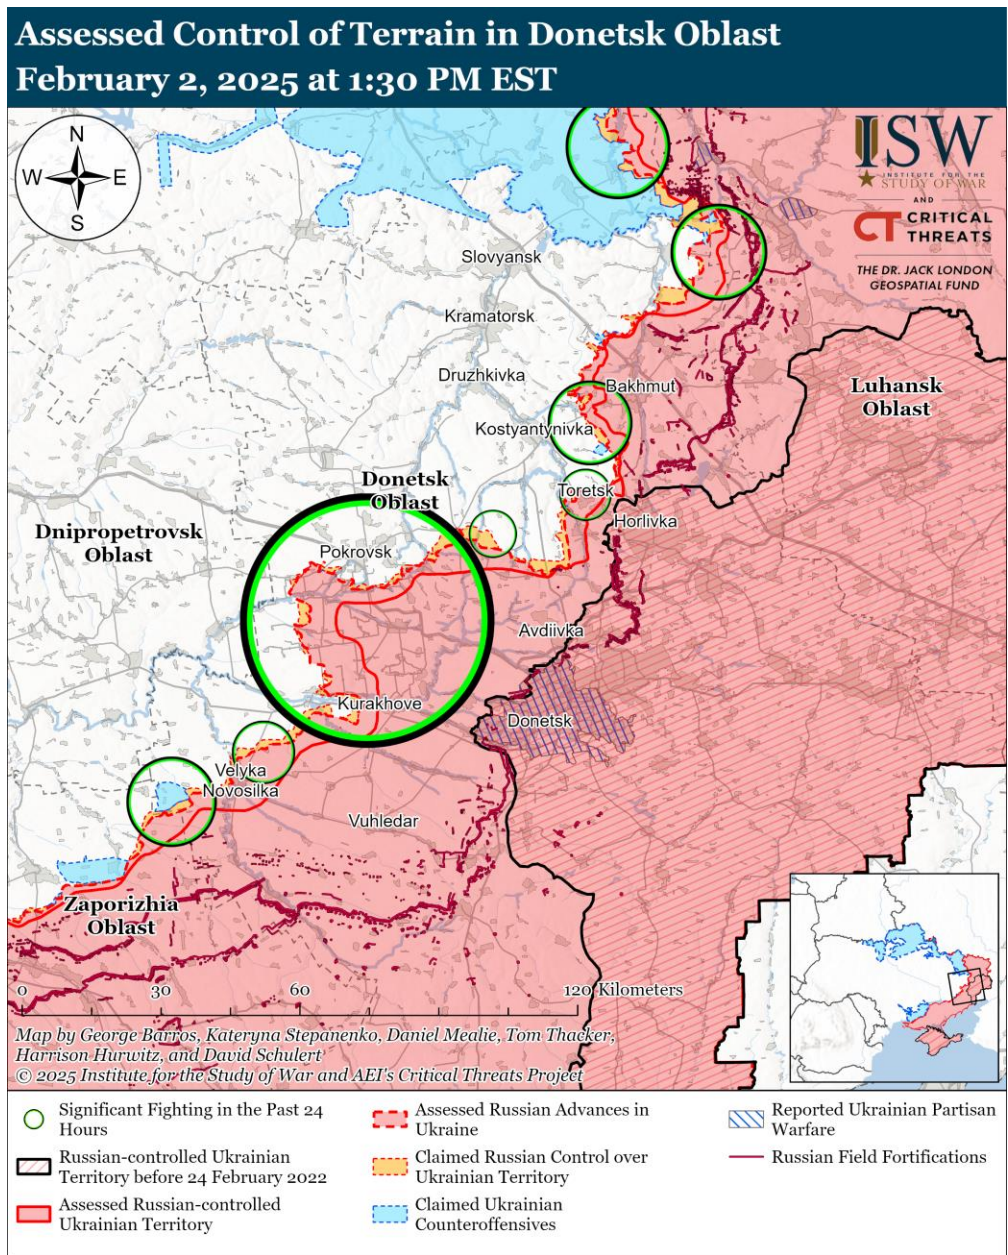 Assessed Control of Terrain in Donetsk Oblast
February 2, 2025 at 1:30 PM EST
N
W
E
S
ISW
INSTITUTE FOR THE
STUDY OF WAR
AND
CT CRITICAL
THREATS
THE DR. JACK LONDON
GEOSPATIAL FUND
Slovyansk
Kramatorsk
Druzhkivka
Bakhmut
Luhansk
Oblast
Kostyantynivka
Donetsk
Oblast
Toretsk
Horlivka
Dnipropetrovsk
Oblast
Pokrovsk
Avdiivka
Kurakhove
Donetsk
Velyka
Novosilka
Vuhledar
Zaporizhia
Oblast
0
30
60
120 Kilometers
Map by George Barros, Kateryna Stepanenko, Daniel Mealie, Tom Thacker,
Harrison Hurwitz, and David Schulert
© 2025 Institute for the Study of War and AEI's Critical Threats Project
Significant Fighting in the Past 24
Hours
Russian-controlled Ukrainian
Territory before 24 February 2022
Assessed Russian-controlled
Ukrainian Territory
Assessed Russian Advances in
Ukraine
Claimed Russian Control over
Ukrainian Territory
Claimed Ukrainian
Counteroffensives
Reported Ukrainian Partisan
Warfare
Russian Field Fortifications